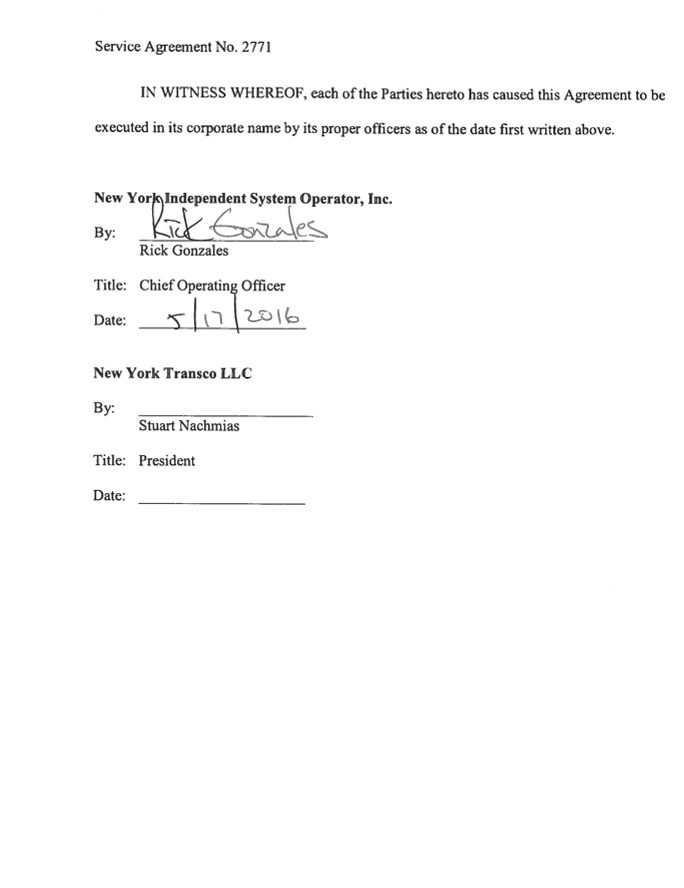 Service Agreement No. 2771
IN WITNESS WHEREOF, each of the Parties hereto has caused this Agreement to be
executed in its corporate name by its proper officers as of the date first written above.
New York Independent System Operator, Inc.
By: Rick Gonzales
Rick Gonzales
Title: Chief Operating Officer
Date: 5/17/2016
New York Transco LLC
By:
Stuart Nachmias
Title: President
Date: